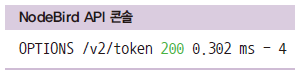 NodeBird API 콘솔
OPTIONS /v2/token 200 0.302 ms - 4